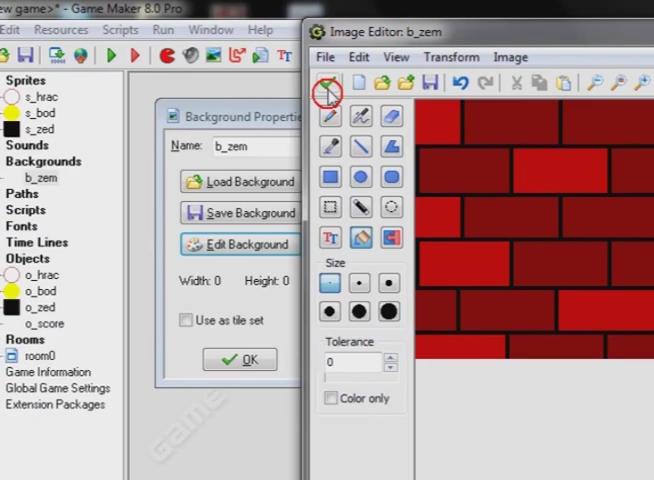 ew game>* - Game Maker 8.0 Pro
Edit Resources Scripts Run Window Help
Sprites
s_hrac
s_bod
s_zed
Sounds
Backgrounds
b_zem
Paths
Scripts
Fonts
Time Lines
Objects
o_hrac
o_bod
o_zed
o_score
Rooms
room0
Game Information
Global Game Settings
Extension Packages
Background Propertie
Name: b_zem
Load Background
Save Background
Edit Background
Width: 0 Height: 0
Use as tile set
OK
Game
Image Editor: b_zem
File Edit View Transform Image
Size
Tolerance
0
Color only